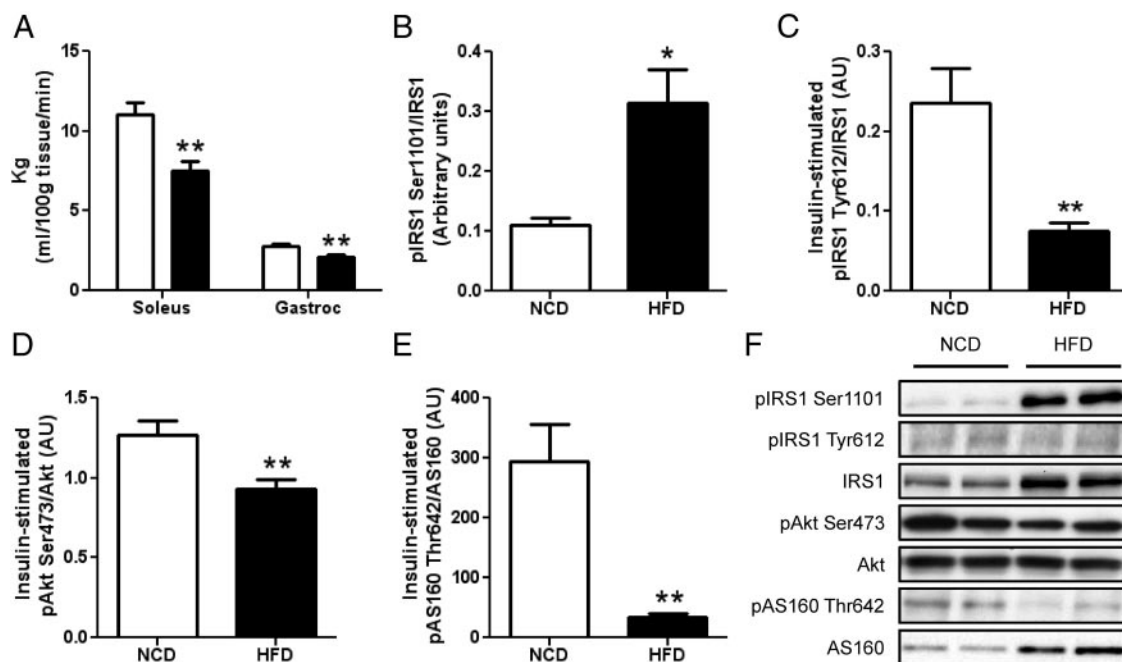 A
Kg
(ml/100g tissue/min)
15
10
5
0
**
**
Soleus
Gastroc
B
pIRS1 Ser1101/IRS1
(Arbitrary units)
0.4
0.3
0.2
0.1
0.0
*
NCD
HFD
C
Insulin-stimulated
pIRS1 Tyr612/IRS1 (AU)
0.3
0.2
0.1
0.0
**
NCD
HFD
D
Insulin-stimulated
pAkt Ser473/Akt (AU)
1.5
1.0
0.5
0.0
**
NCD
HFD
E
Insulin-stimulated
pAS160 Thr642/AS160 (AU)
400
300
200
100
0
**
NCD
HFD
F
NCD
HFD
pIRS1 Ser1101
pIRS1 Tyr612
IRS1
pAkt Ser473
Akt
pAS160 Thr642
AS160